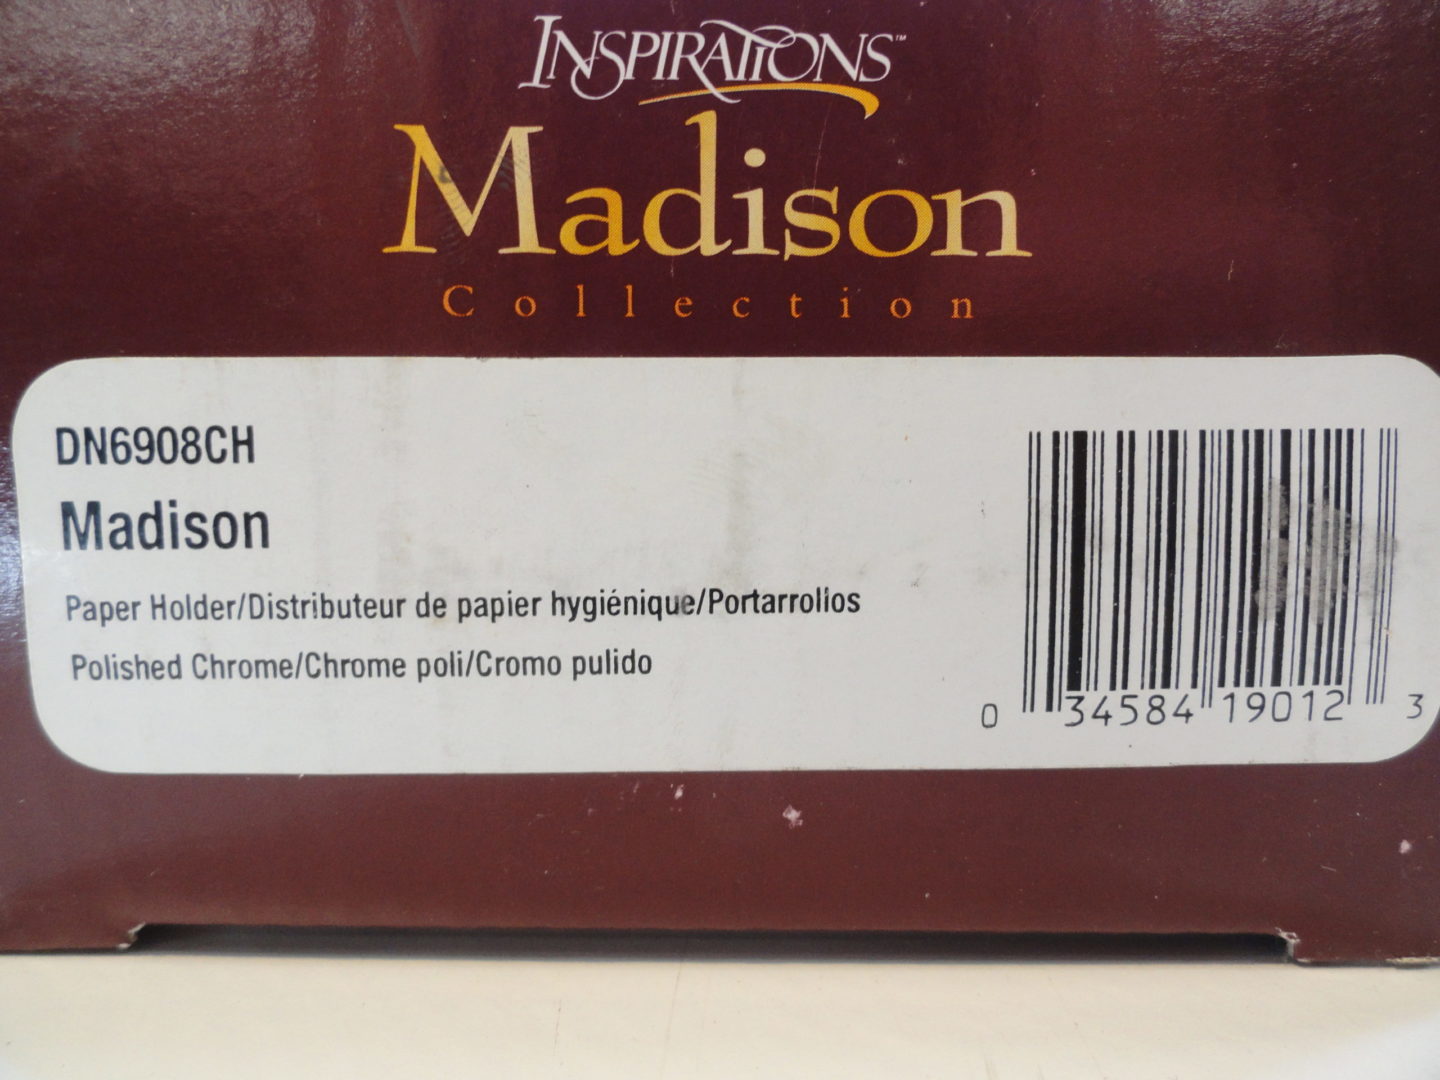 INSPIRATIONS™
Madison
Collection
DN6908CH
Madison
Paper Holder/Distributeur de papier hygiénique/Portarrollos
Polished Chrome/Chrome poli/Cromo pulido
0 34584 19012 3